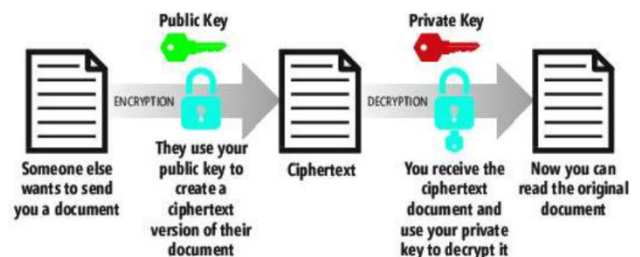 Public Key
Private Key
ENCRYPTION
DECRYPTION
Someone else
wants to send
you a document
They use your
public key to
create a
ciphertext
version of their
document
Ciphertext
You receive the
ciphertext
document and
use your private
key to decrypt it
Now you can
read the original
document